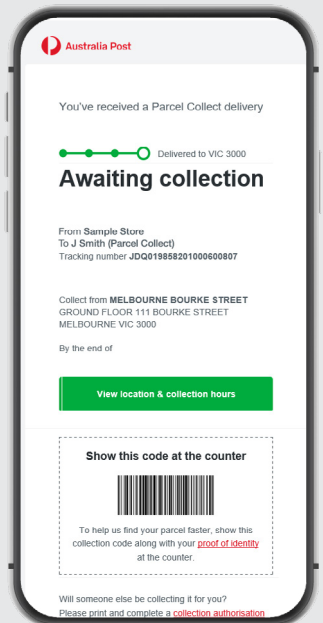 Australia Post
You've received a Parcel Collect delivery
Delivered to VIC 3000
Awaiting collection
From Sample Store
To J Smith (Parcel Collect)
Tracking number JDQ019858201000600807
Collect from MELBOURNE BOURKE STREET
GROUND FLOOR 111 BOURKE STREET
MELBOURNE VIC 3000
By the end of
View location & collection hours
Show this code at the counter
To help us find your parcel faster, show this
collection code along with your proof of identity
at the counter.
Will someone else be collecting it for you?
Please print and complete a collection authorisation